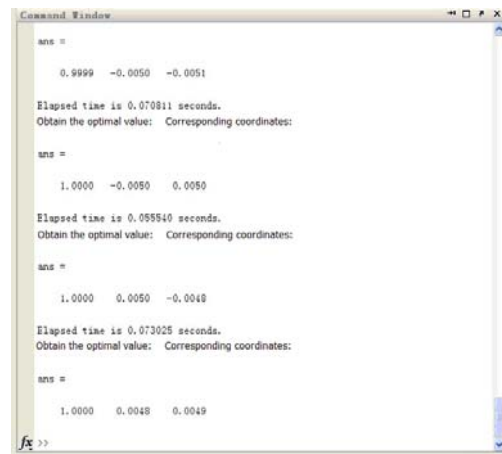 Command Window
ans =
0.9999 -0.0050 -0.0051
Elapsed time is 0.070811 seconds.
Obtain the optimal value: Corresponding coordinates:
ans =
1.0000 -0.0050 0.0050
Elapsed time is 0.055540 seconds.
Obtain the optimal value: Corresponding coordinates:
ans =
1.0000 0.0050 -0.0048
Elapsed time is 0.073025 seconds.
Obtain the optimal value: Corresponding coordinates:
ans =
1.0000 0.0048 0.0049
fx >>